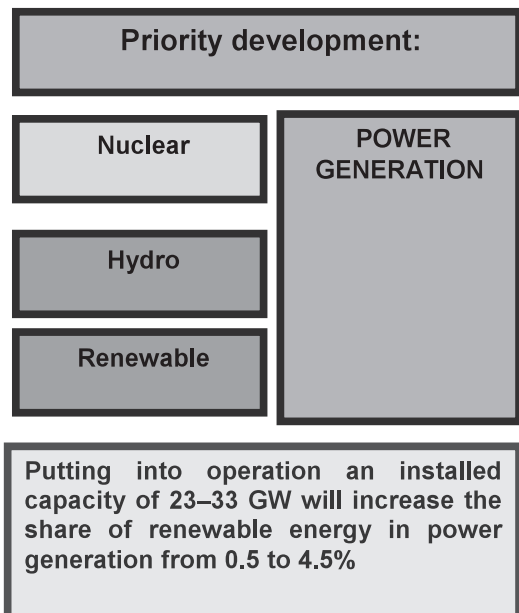 Priority development:
Nuclear
POWER
GENERATION
Hydro
Renewable
Putting into operation an installed
capacity of 23–33 GW will increase the
share of renewable energy in power
generation from 0.5 to 4.5%